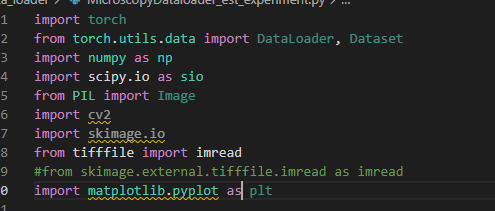 a_loader > MicroscopyDataloader_est_experiment.py > ...
1 import torch
2 from torch.utils.data import DataLoader, Dataset
3 import numpy as np
4 import scipy.io as sio
5 from PIL import Image
6 import cv2
7 import skimage.io
8 from tifffile import imread
9 #from skimage.external.tifffile.imread as imread
0 import matplotlib.pyplot as plt